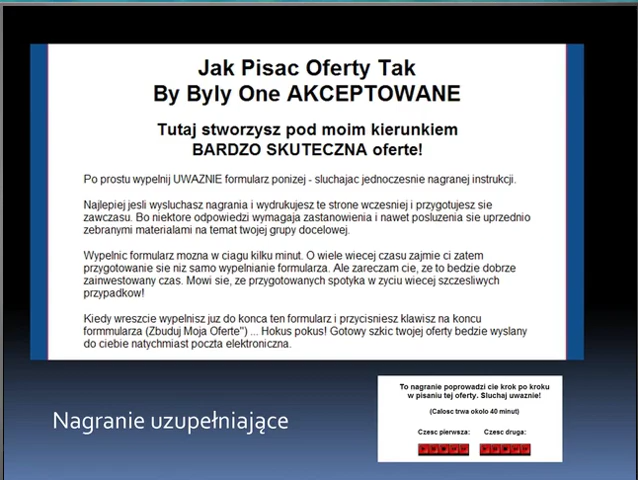 Jak Pisac Oferty Tak
By Byly One AKCEPTOWANE
Tutaj stworzysz pod moim kierunkiem
BARDZO SKUTECZNA oferte!
Po prostu wypelnij UWAZNIE formularz ponizej - sluchajac jednoczesnie nagranej instrukcji.
Najlepiej jesli wysluchasz nagrania i wydrukujesz te strone wczesniej i przygotujesz sie
zawczasu. Bo niektore odpowiedzi wymagaja zastanowienia i nawet posluzenia sie uprzednio
zebranymi materialami na temat twojej grupy docelowej.
Wypelnic formularz mozna w ciagu kilku minut. O wiele wiecej czasu zajmie ci zatem
przygotowanie sie niz samo wypelnianie formularza. Ale zareczam cie, ze to bedzie dobrze
zainwestowany czas. Mowi sie, ze przygotowanych spotyka w zyciu wiecej szczesliwych
przypadkow!
Kiedy wreszcie wypelnisz juz do konca ten formularz i przycisniesz klawisz na koncu
formmularza (Zbuduj Moja Oferte") ... Hokus pokus! Gotowy szkic twojej oferty bedzie wyslany
do ciebie natychmiast poczta elektroniczna.
To nagranie poprowadzi cie krok po kroku
w pisaniu tej oferty. Sluchaj uwaznie!
(Calosc trwa okolo 40 minut)
Czesc pierwsza: Czesc druga:
Nagranie uzupełniające